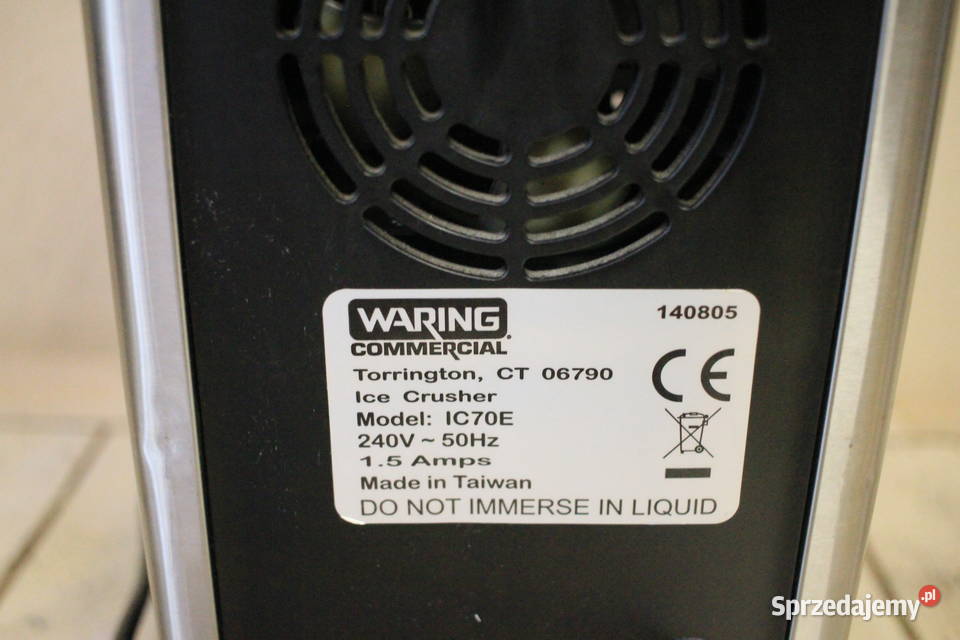 WARING
COMMERCIAL
140805
Torrington, CT 06790
CE
Ice Crusher
Model: IC70E
240V ~ 50Hz
1.5 Amps
Made in Taiwan
DO NOT IMMERSE IN LIQUID
Sprzedajemy.pl